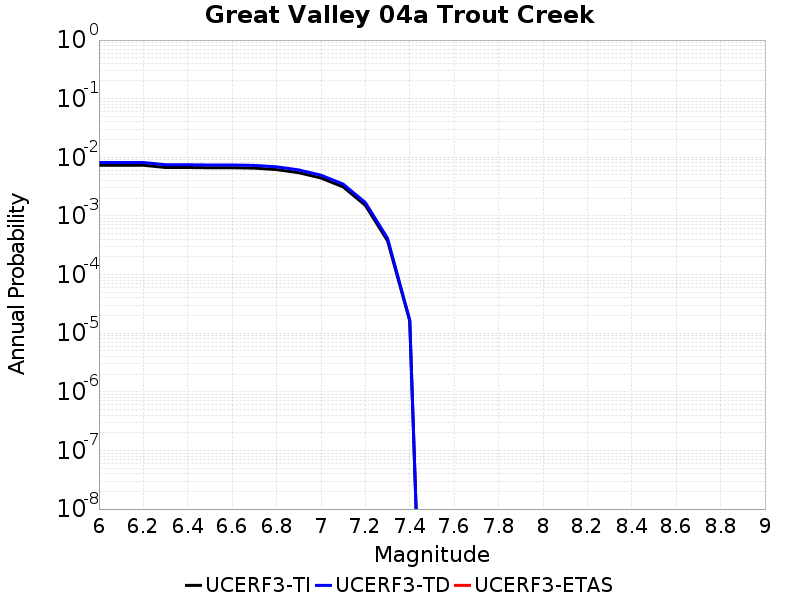 Great Valley 04a Trout Creek
Annual Probability
10^0
10^-1
10^-2
10^-3
10^-4
10^-5
10^-6
10^-7
10^-8
6 6.2 6.4 6.6 6.8 7 7.2 7.4 7.6 7.8 8 8.2 8.4 8.6 8.8 9
Magnitude
UCERF3-TI UCERF3-TD UCERF3-ETAS